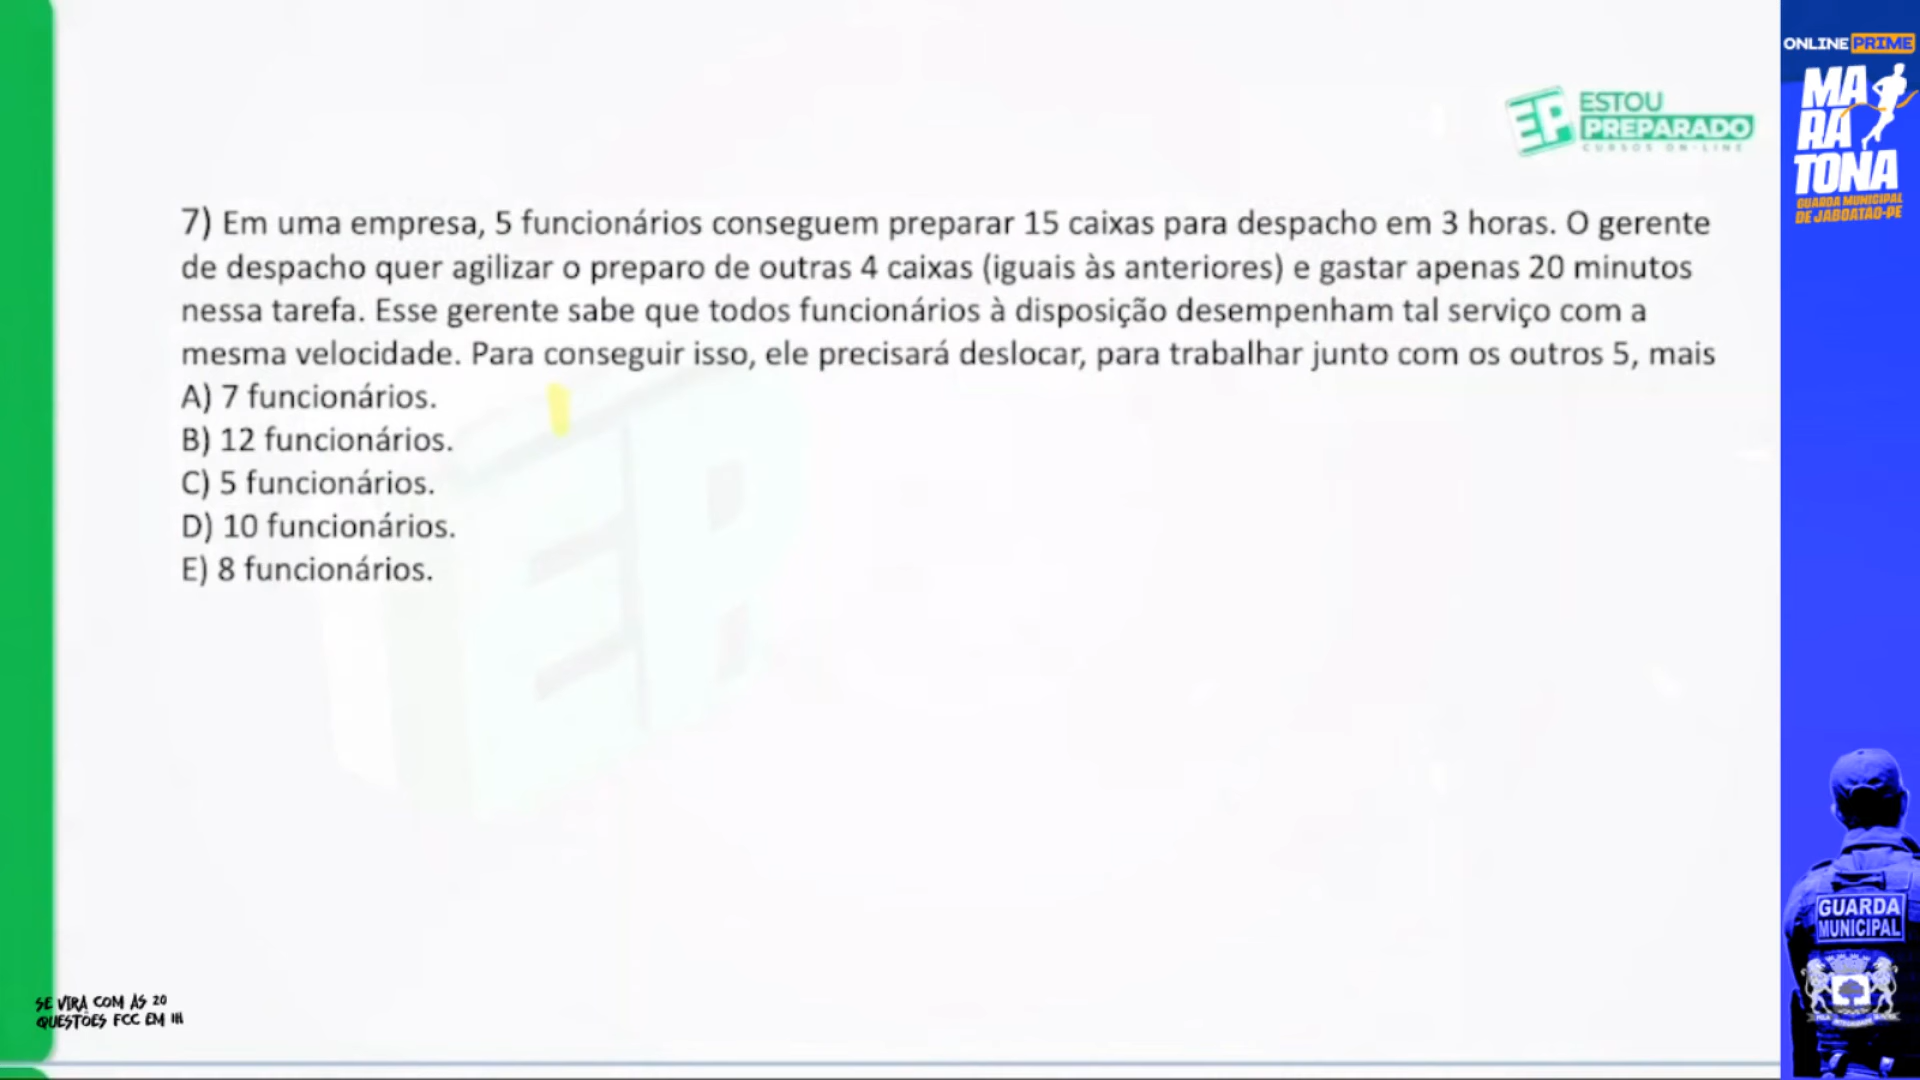 ONLINE PRIME
MA
RA
TONA
GUARDA MUNICIPAL
DE JABOATÃO-PE
ESTOU
PREPARADO
CURSOS ON-LINE
7) Em uma empresa, 5 funcionários conseguem preparar 15 caixas para despacho em 3 horas. O gerente
de despacho quer agilizar o preparo de outras 4 caixas (iguais às anteriores) e gastar apenas 20 minutos
nessa tarefa. Esse gerente sabe que todos funcionários à disposição desempenham tal serviço com a
mesma velocidade. Para conseguir isso, ele precisará deslocar, para trabalhar junto com os outros 5, mais
A) 7 funcionários.
B) 12 funcionários.
C) 5 funcionários.
D) 10 funcionários.
E) 8 funcionários.
EP
GUARDA
MUNICIPAL
SE VIRA COM AS 20
QUESTÕES FCC EM 1H